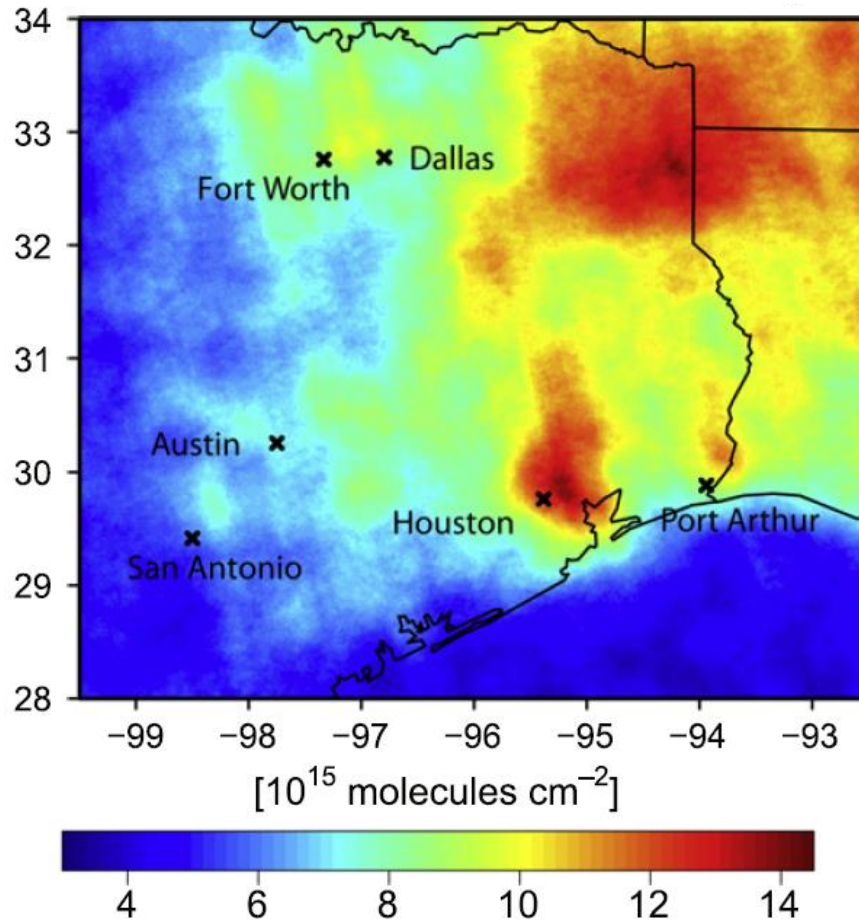 34
33
32
31
30
29
28
Dallas
Fort Worth
Austin
Houston
Port Arthur
San Antonio
−99 −98 −97 −96 −95 −94 −93
[10¹⁵ molecules cm⁻²]
4 6 8 10 12 14